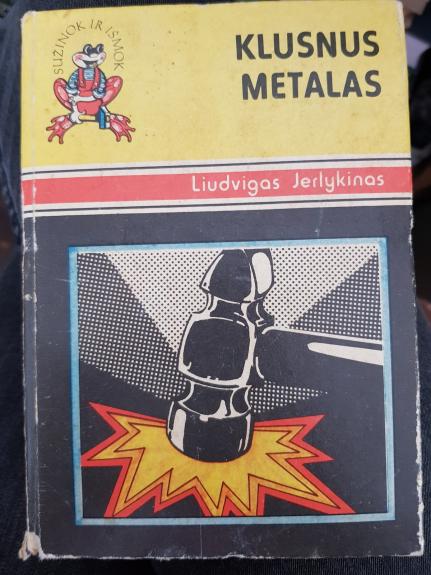 SUŽINOK IR IŠMOK
KLUSNUS
METALAS
Liudvigas Jerlykinas